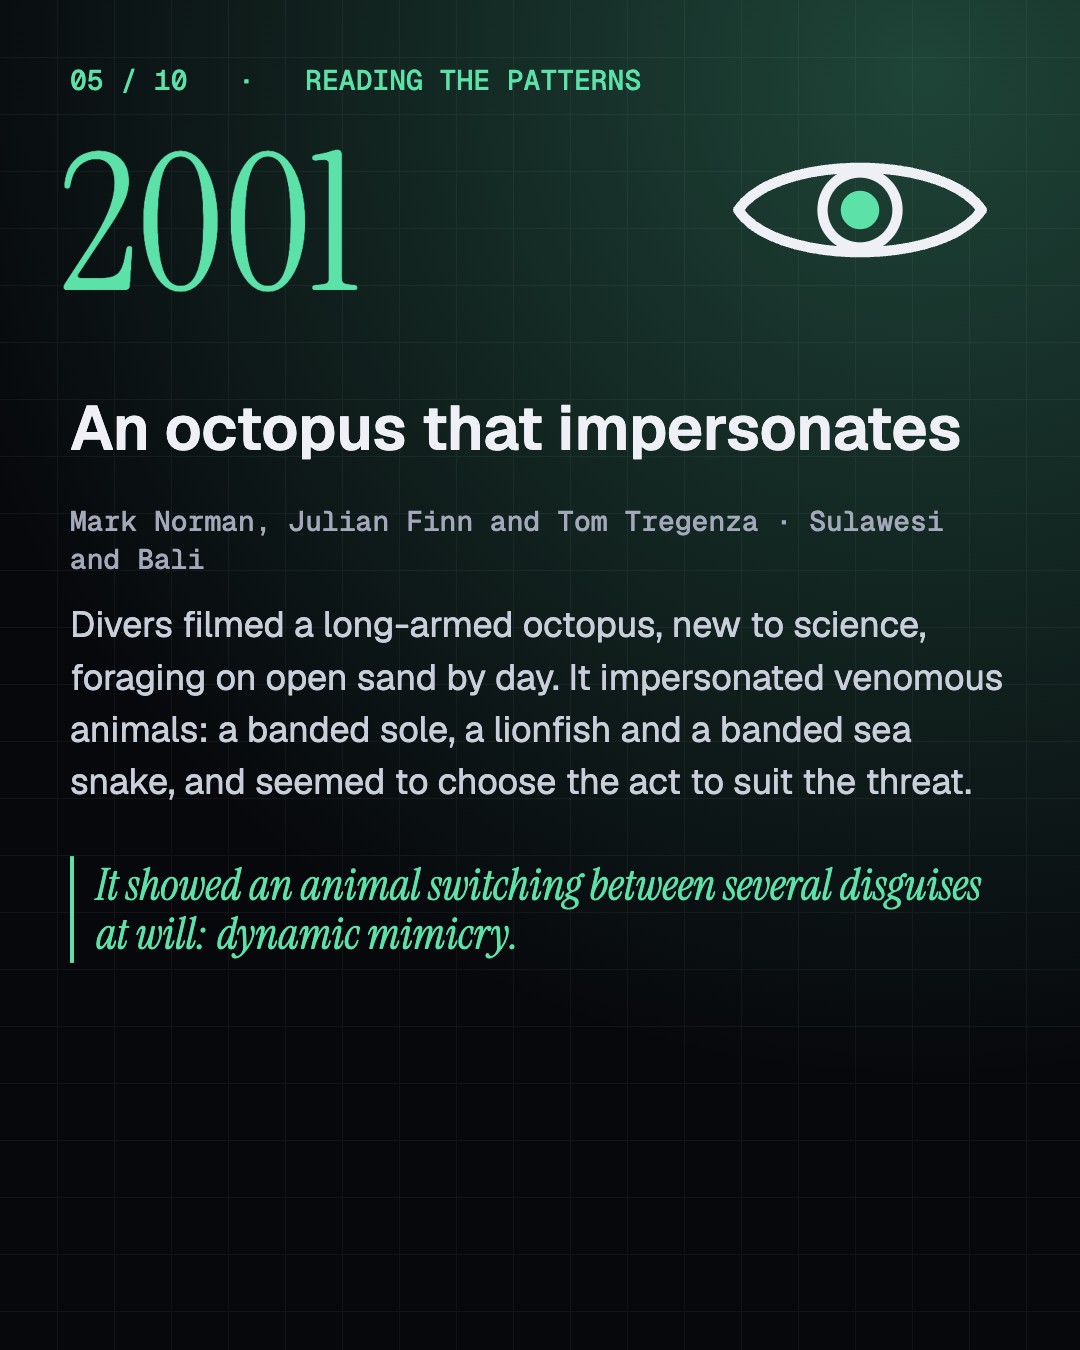 05 / 10 · READING THE PATTERNS
2001
An octopus that impersonates
Mark Norman, Julian Finn and Tom Tregenza · Sulawesi
and Bali
Divers filmed a long-armed octopus, new to science,
foraging on open sand by day. It impersonated venomous
animals: a banded sole, a lionfish and a banded sea
snake, and seemed to choose the act to suit the threat.
It showed an animal switching between several disguises
at will: dynamic mimicry.